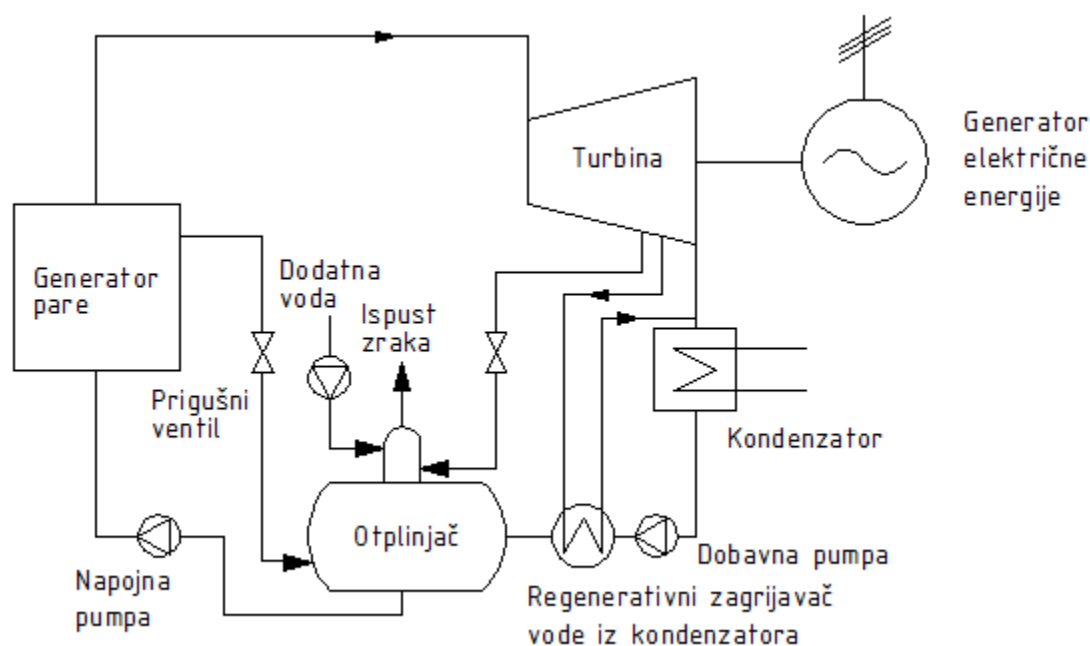 Turbina
Generator
električne
energije
Generator
pare
Dodatna
voda
Ispust
zraka
Prigušni
ventil
Kondenzator
Otplinjač
Napojna
pumpa
Dobavna pumpa
Regenerativni zagrijavač
vode iz kondenzatora